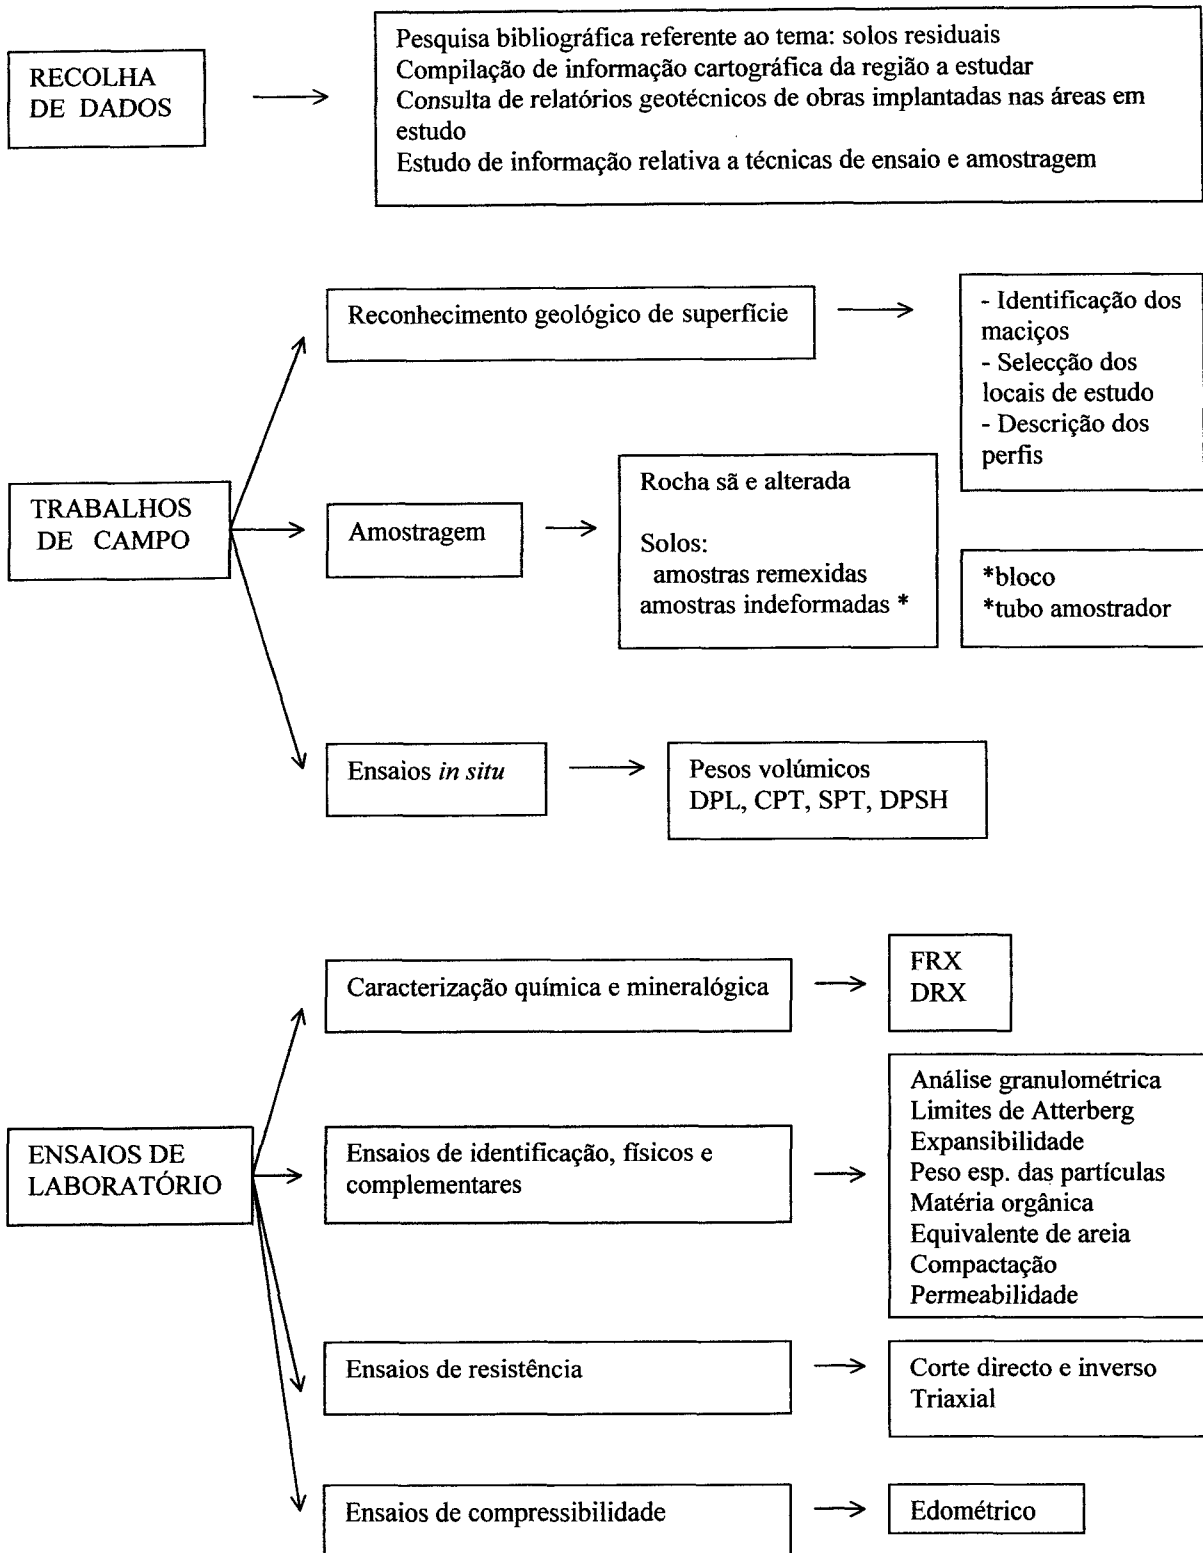 RECOLHA
DE DADOS
Pesquisa bibliográfica referente ao tema: solos residuais
Compilação de informação cartográfica da região a estudar
Consulta de relatórios geotécnicos de obras implantadas nas áreas em
estudo
Estudo de informação relativa a técnicas de ensaio e amostragem
TRABALHOS
DE CAMPO
Reconhecimento geológico de superfície
- Identificação dos
maciços
- Selecção dos
locais de estudo
- Descrição dos
perfis
Amostragem
Rocha sã e alterada
Solos:
amostras remexidas
amostras indeformadas *
*bloco
*tubo amostrador
Ensaios in situ
Pesos volúmicos
DPL, CPT, SPT, DPSH
ENSAIOS DE
LABORATÓRIO
Caracterização química e mineralógica
FRX
DRX
Ensaios de identificação, físicos e
complementares
Análise granulométrica
Limites de Atterberg
Expansibilidade
Peso esp. das partículas
Matéria orgânica
Equivalente de areia
Compactação
Permeabilidade
Ensaios de resistência
Corte directo e inverso
Triaxial
Ensaios de compressibilidade
Edométrico